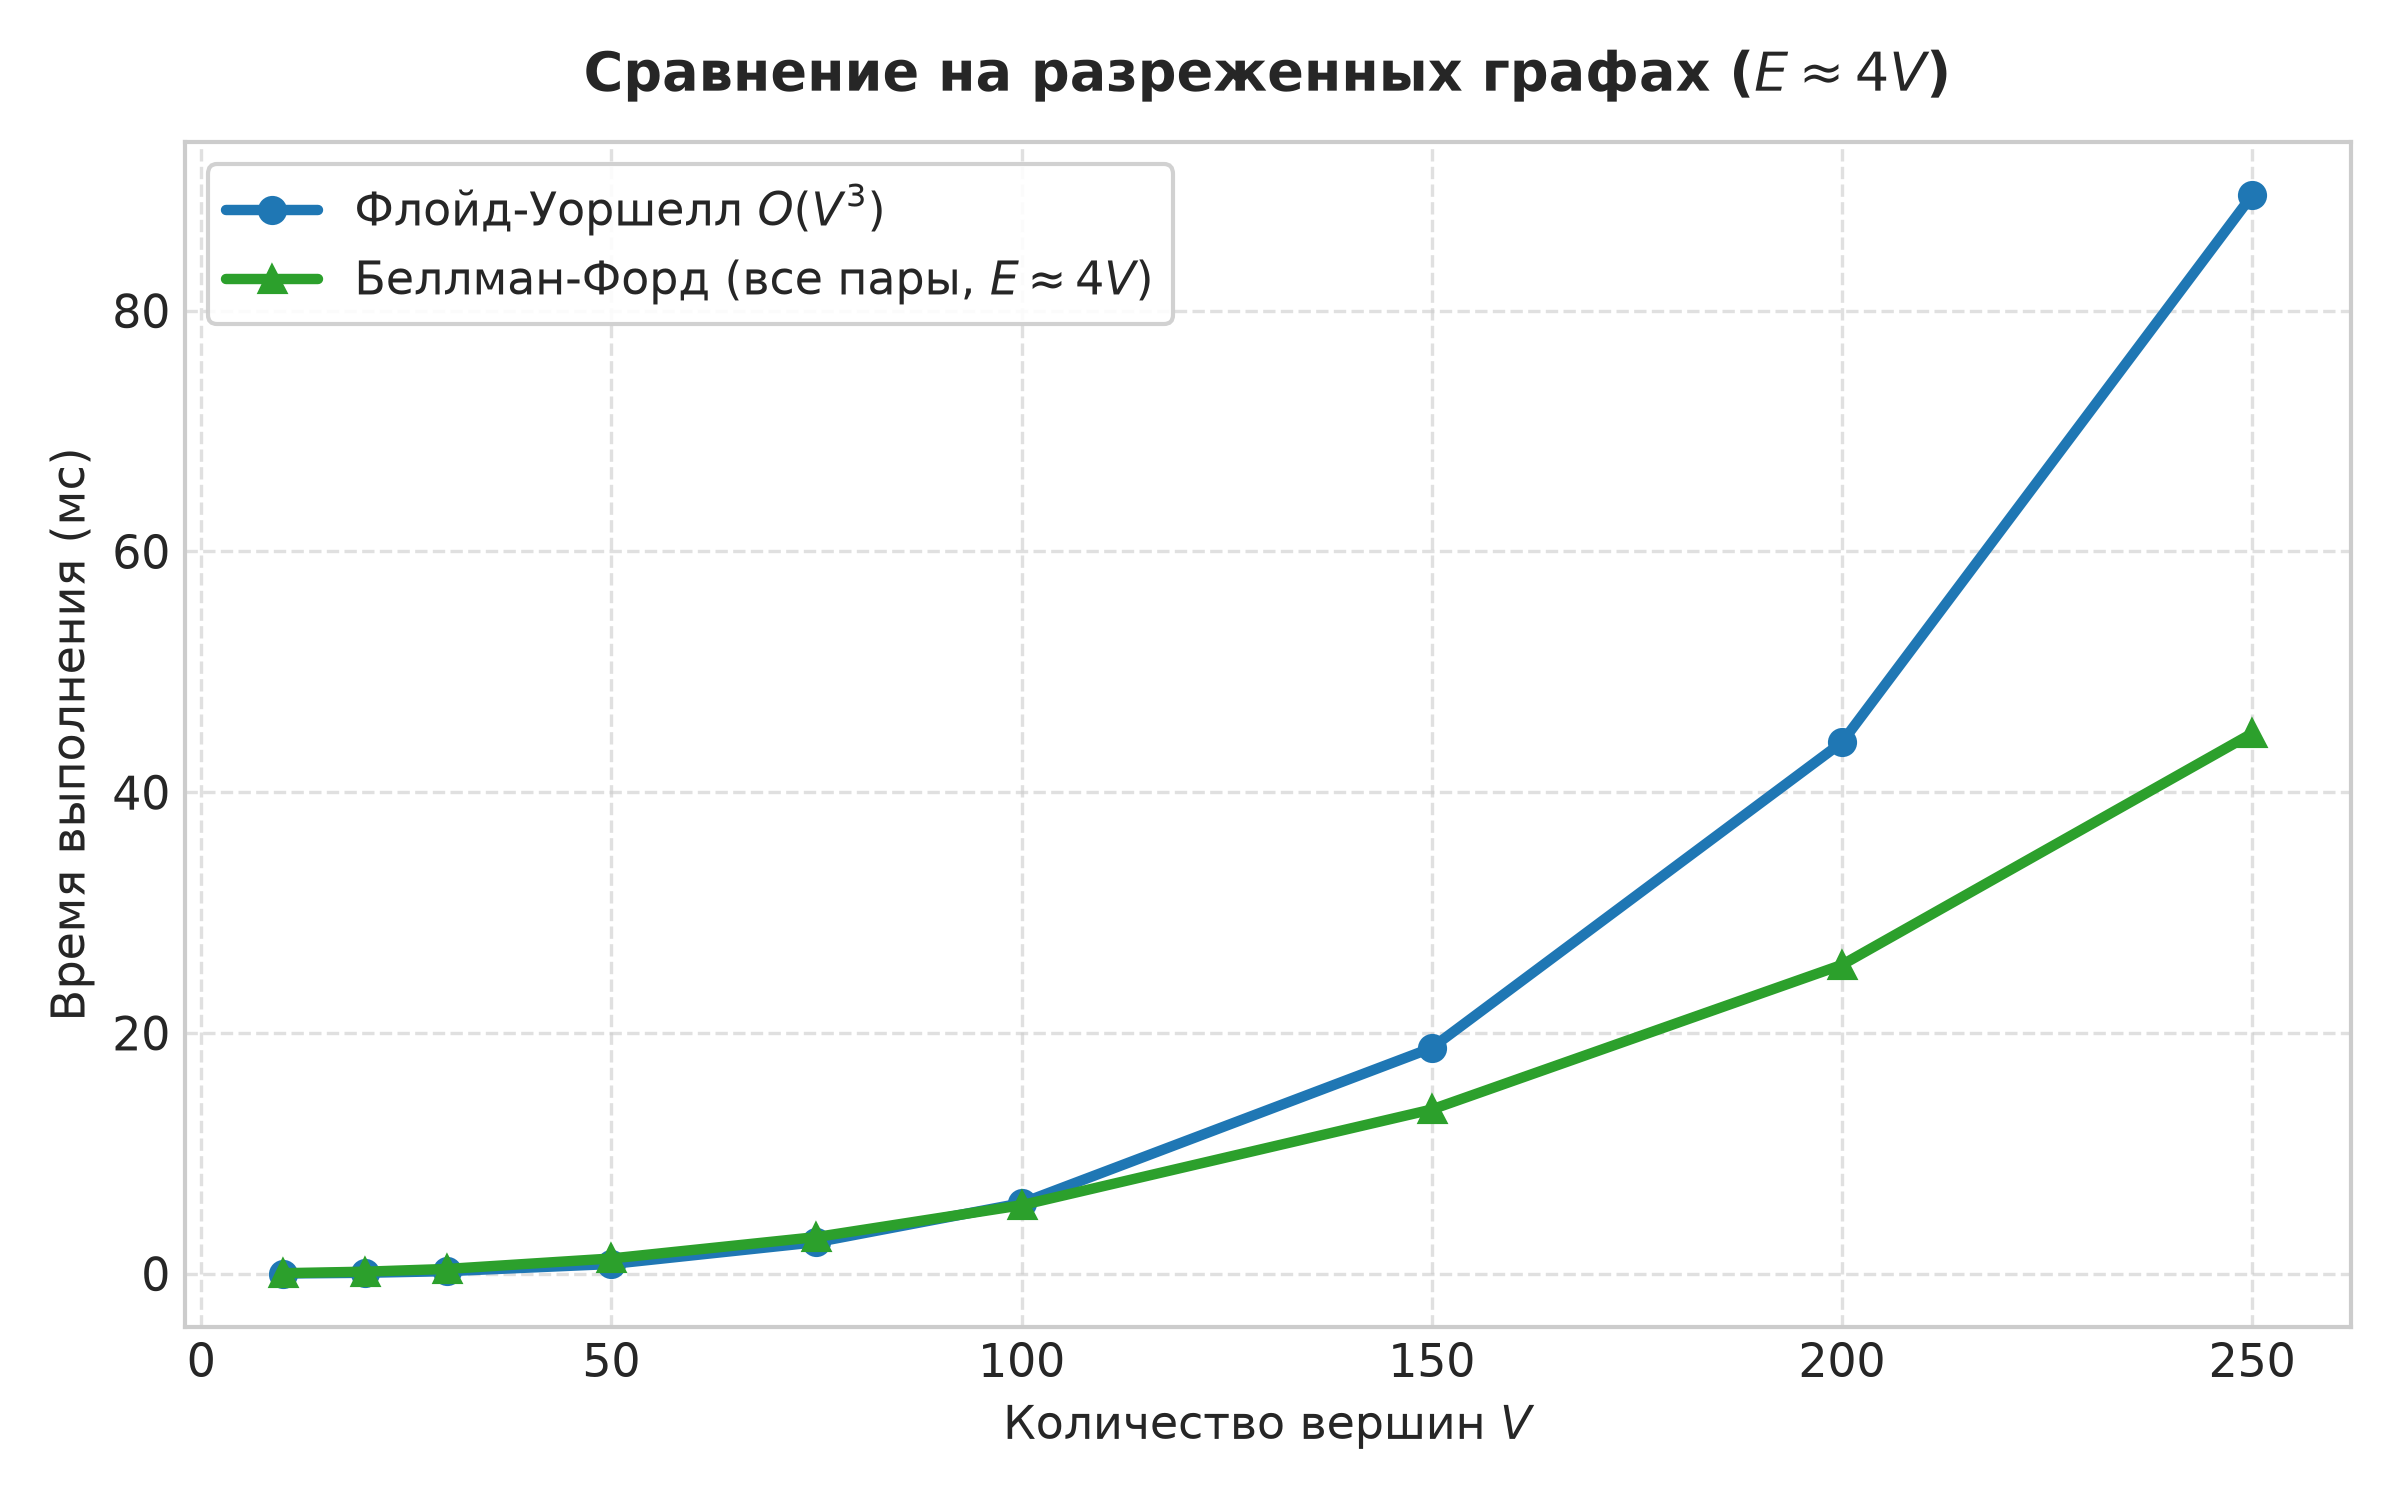 Сравнение на разреженных графах (E ≈ 4V)
Флойд-Уоршелл O(V³)
Беллман-Форд (все пары, E ≈ 4V)
Время выполнения (мс)
80
60
40
20
0
0 50 100 150 200 250
Количество вершин V